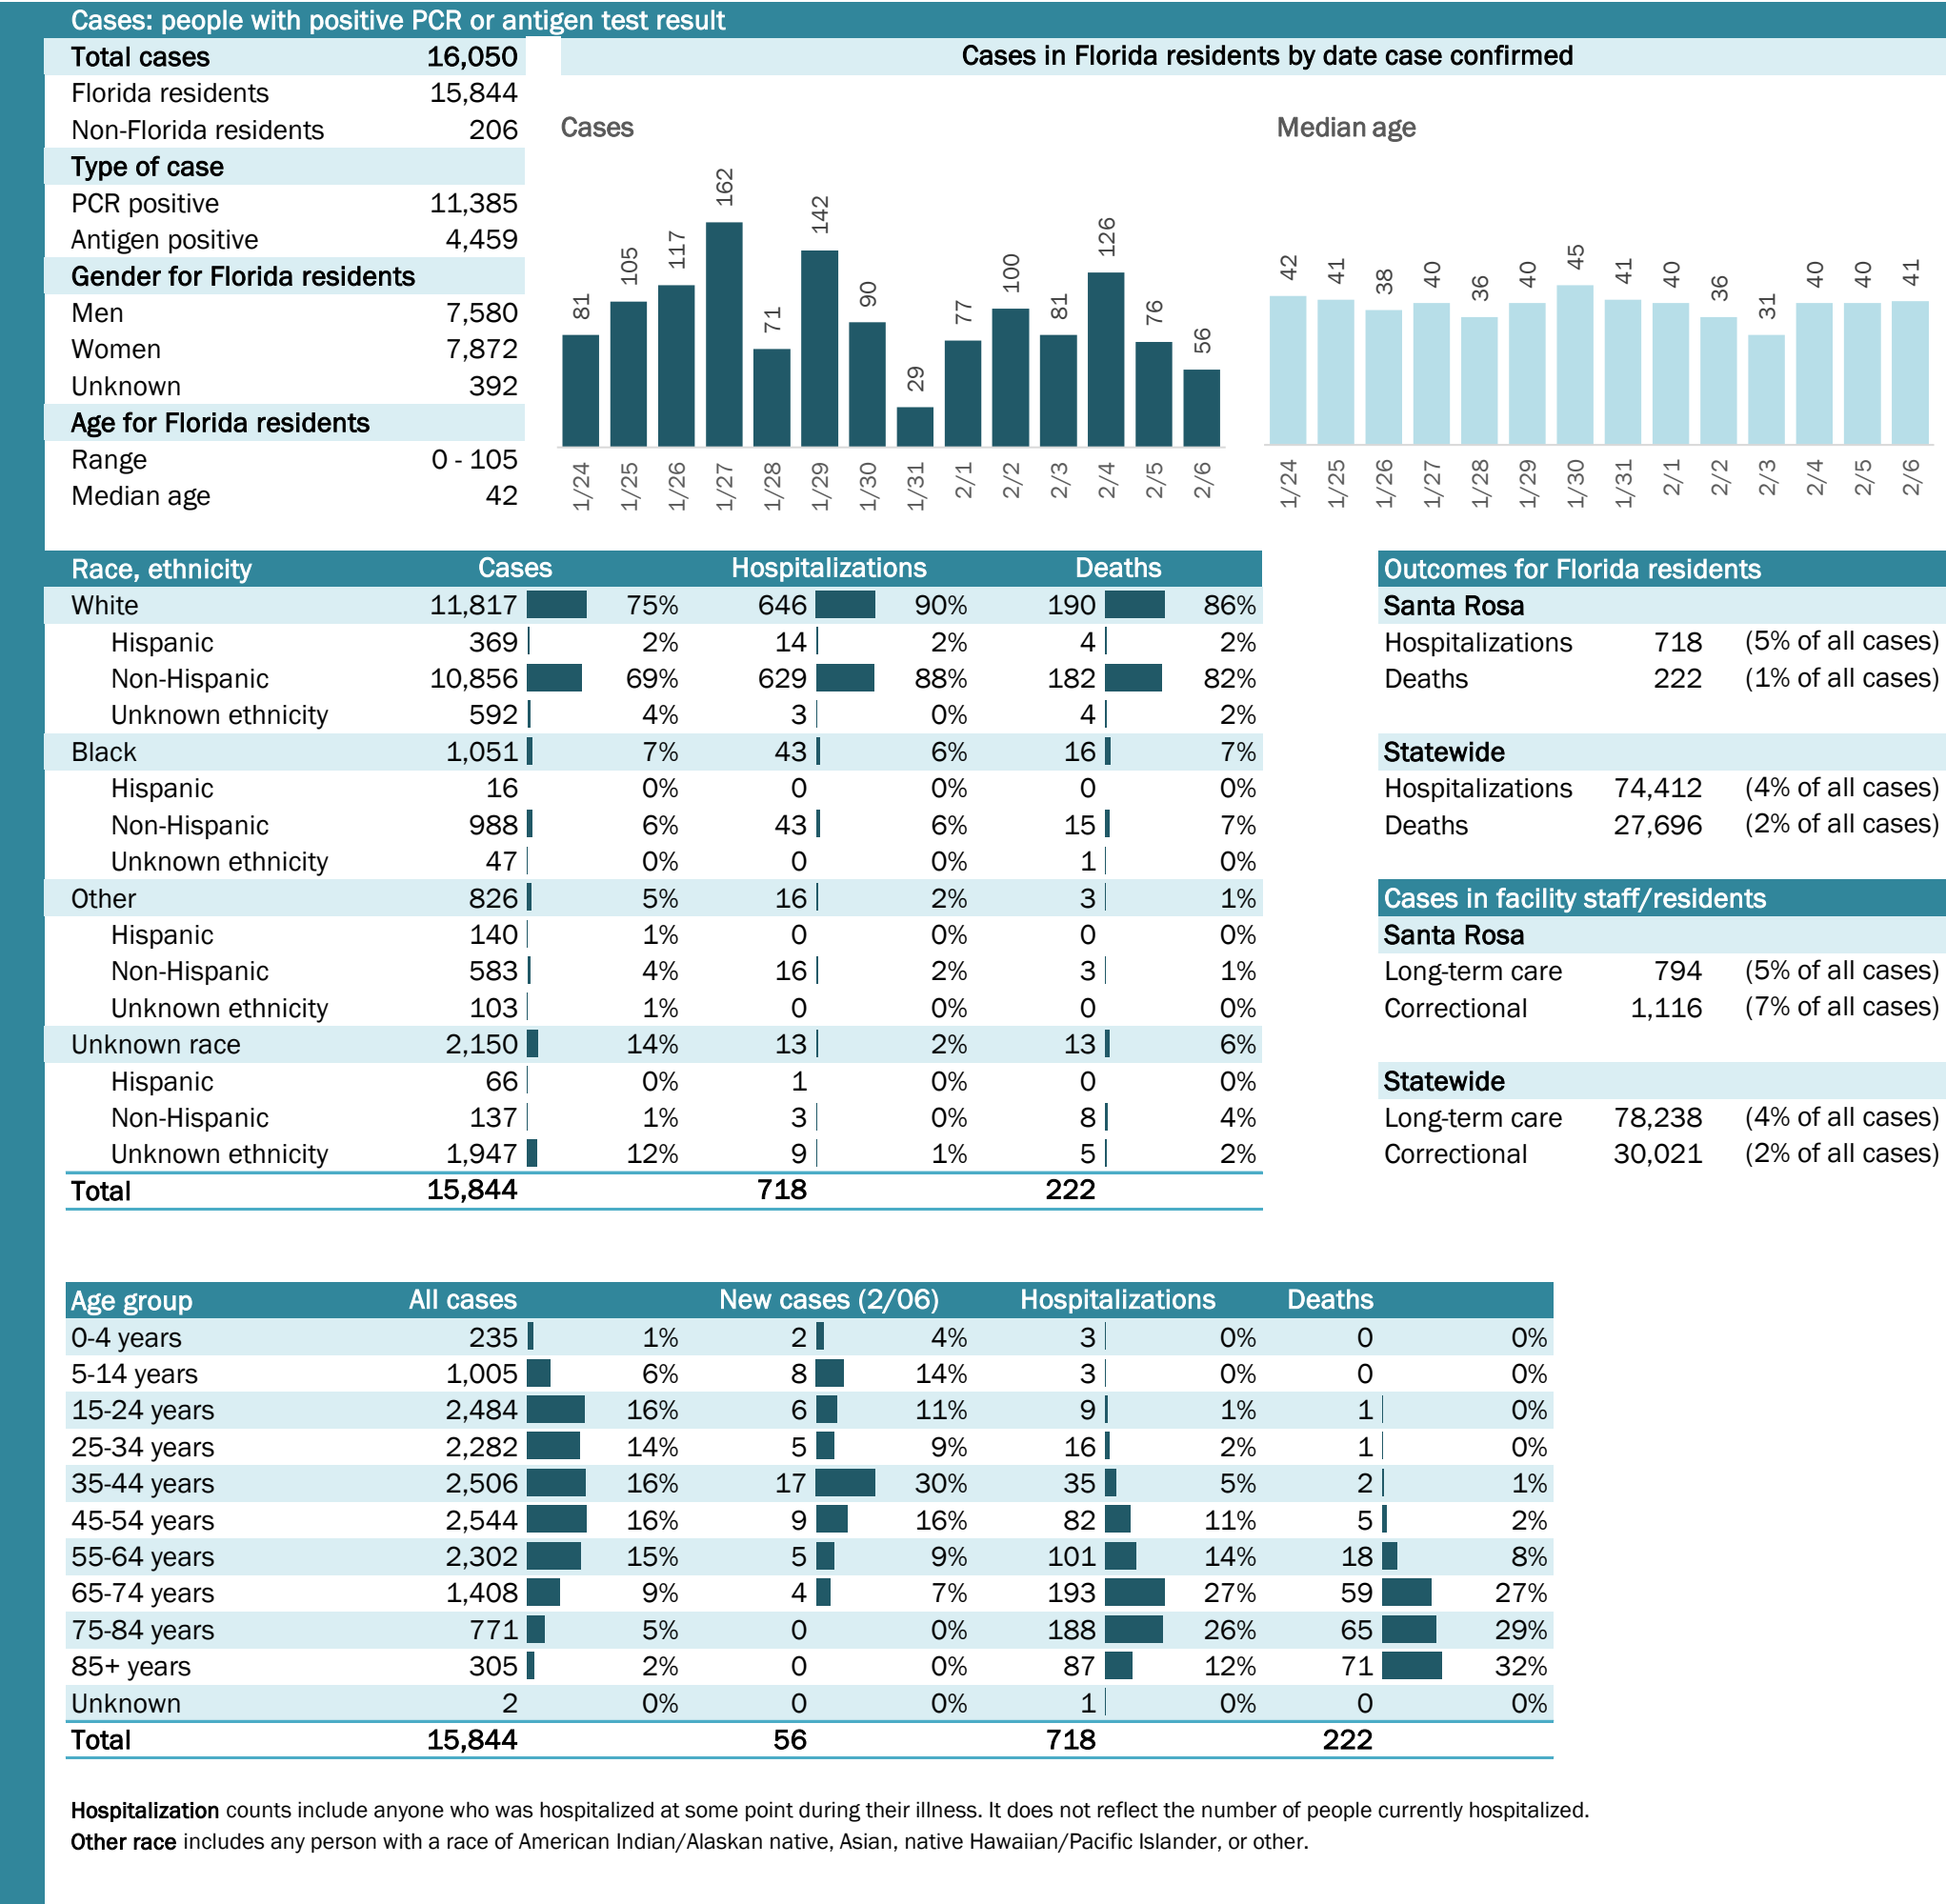 Cases: people with positive PCR or antigen test result
Total cases 16,050
Florida residents 15,844
Non-Florida residents 206
Type of case
PCR positive 11,385
Antigen positive 4,459
Gender for Florida residents
Men 7,580
Women 7,872
Unknown 392
Age for Florida residents
Range 0 - 105
Median age 42
Cases in Florida residents by date case confirmed
Cases
81 105 117 162 71 142 90 29 77 100 81 126 76 56
1/24 1/25 1/26 1/27 1/28 1/29 1/30 1/31 2/1 2/2 2/3 2/4 2/5 2/6
Median age
42 41 38 40 36 40 45 41 40 36 31 40 40 41
1/24 1/25 1/26 1/27 1/28 1/29 1/30 1/31 2/1 2/2 2/3 2/4 2/5 2/6
Race, ethnicity Cases Hospitalizations Deaths
White 11,817 75% 646 90% 190 86%
Hispanic 369 2% 14 2% 4 2%
Non-Hispanic 10,856 69% 629 88% 182 82%
Unknown ethnicity 592 4% 3 0% 4 2%
Black 1,051 7% 43 6% 16 7%
Hispanic 16 0% 0 0% 0 0%
Non-Hispanic 988 6% 43 6% 15 7%
Unknown ethnicity 47 0% 0 0% 1 0%
Other 826 5% 16 2% 3 1%
Hispanic 140 1% 0 0% 0 0%
Non-Hispanic 583 4% 16 2% 3 1%
Unknown ethnicity 103 1% 0 0% 0 0%
Unknown race 2,150 14% 13 2% 13 6%
Hispanic 66 0% 1 0% 0 0%
Non-Hispanic 137 1% 3 0% 8 4%
Unknown ethnicity 1,947 12% 9 1% 5 2%
Total 15,844 718 222
Outcomes for Florida residents
Santa Rosa
Hospitalizations 718 (5% of all cases)
Deaths 222 (1% of all cases)
Statewide
Hospitalizations 74,412 (4% of all cases)
Deaths 27,696 (2% of all cases)
Cases in facility staff/residents
Santa Rosa
Long-term care 794 (5% of all cases)
Correctional 1,116 (7% of all cases)
Statewide
Long-term care 78,238 (4% of all cases)
Correctional 30,021 (2% of all cases)
Age group All cases New cases (2/06) Hospitalizations Deaths
0-4 years 235 1% 2 4% 3 0% 0 0%
5-14 years 1,005 6% 8 14% 3 0% 0 0%
15-24 years 2,484 16% 6 11% 9 1% 1 0%
25-34 years 2,282 14% 5 9% 16 2% 1 0%
35-44 years 2,506 16% 17 30% 35 5% 2 1%
45-54 years 2,544 16% 9 16% 82 11% 5 2%
55-64 years 2,302 15% 5 9% 101 14% 18 8%
65-74 years 1,408 9% 4 7% 193 27% 59 27%
75-84 years 771 5% 0 0% 188 26% 65 29%
85+ years 305 2% 0 0% 87 12% 71 32%
Unknown 2 0% 0 0% 1 0% 0 0%
Total 15,844 56 718 222
Hospitalization counts include anyone who was hospitalized at some point during their illness. It does not reflect the number of people currently hospitalized.
Other race includes any person with a race of American Indian/Alaskan native, Asian, native Hawaiian/Pacific Islander, or other.